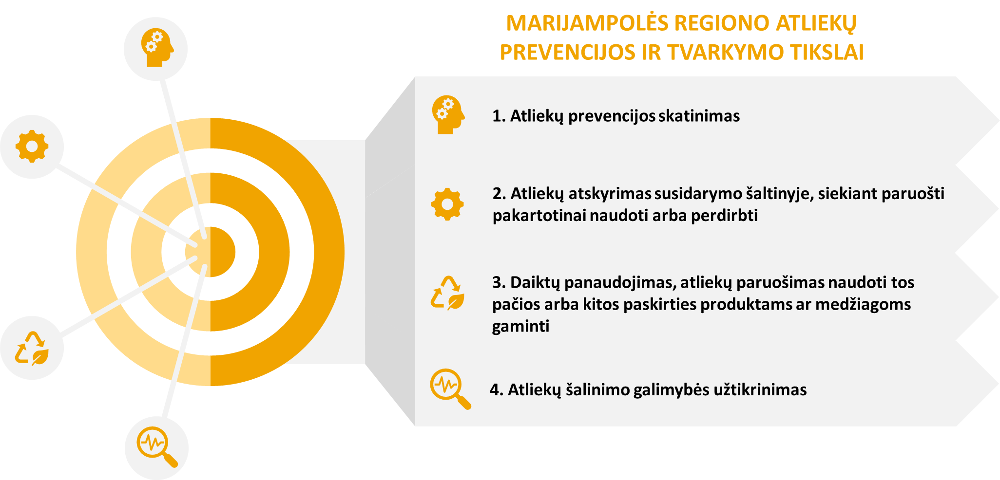 MARIJAMPOLĖS REGIONO ATLIEKŲ
PREVENCIJOS IR TVARKYMO TIKSLAI
1. Atliekų prevencijos skatinimas
2. Atliekų atskyrimas susidarymo šaltinyje, siekiant paruošti
pakartotinai naudoti arba perdirbti
3. Daiktų panaudojimas, atliekų paruošimas naudoti tos
pačios arba kitos paskirties produktams ar medžiagoms
gaminti
4. Atliekų šalinimo galimybės užtikrinimas